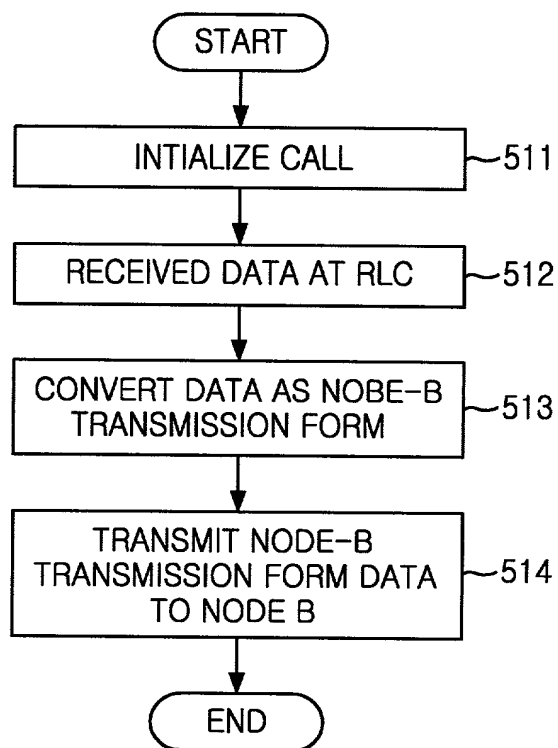 START
INTIALIZE CALL
511
RECEIVED DATA AT RLC
512
CONVERT DATA AS NOBE-B
TRANSMISSION FORM
513
TRANSMIT NODE-B
TRANSMISSION FORM DATA
TO NODE B
514
END